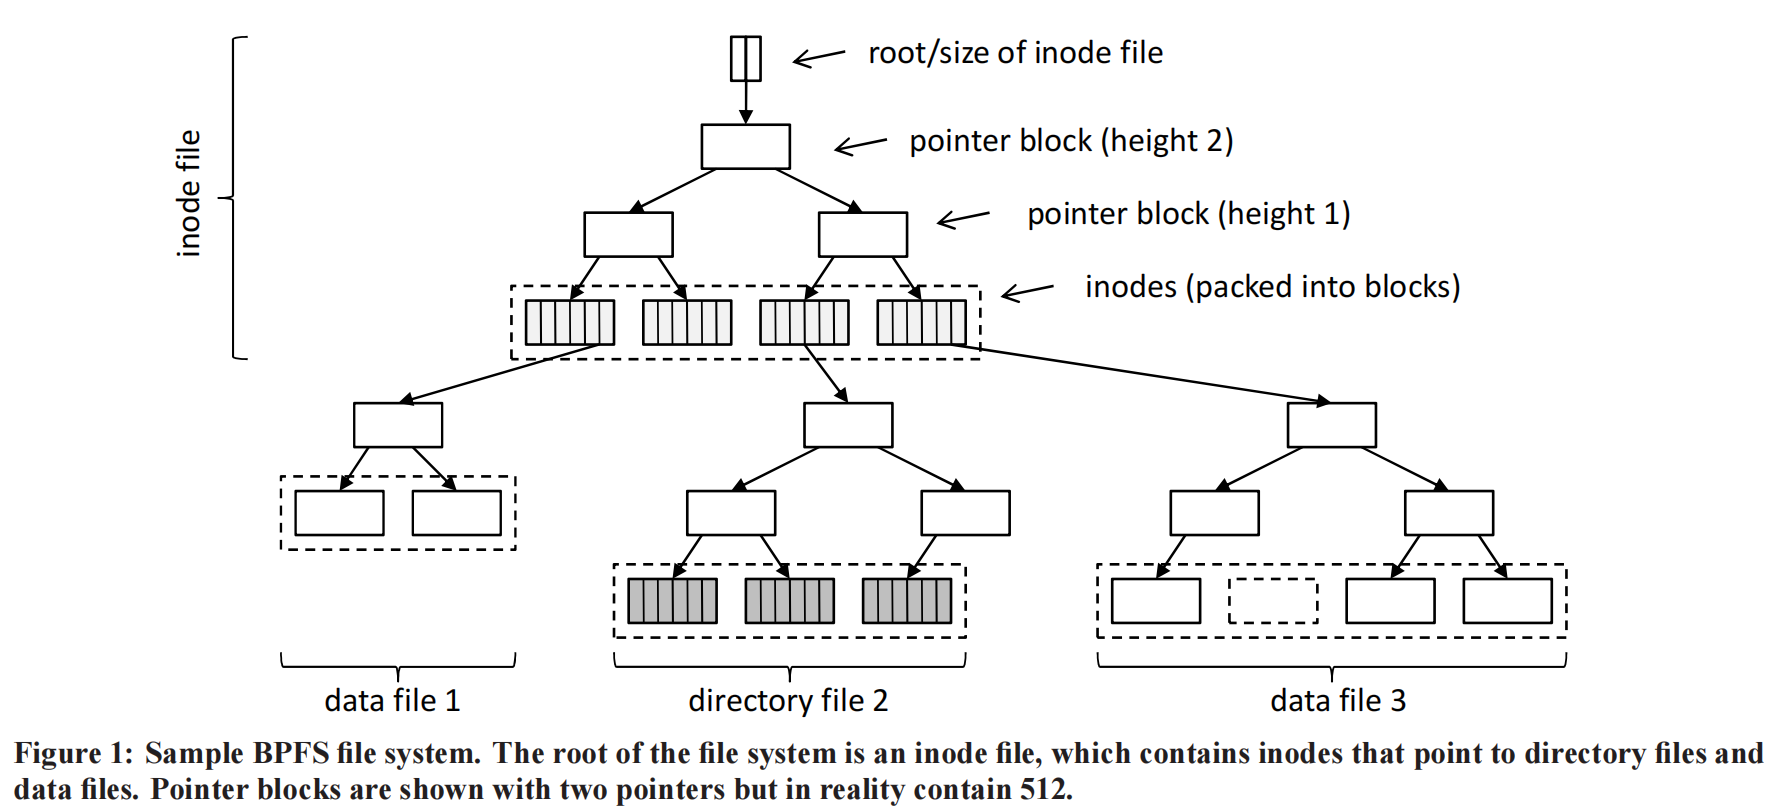 root/size of inode file
pointer block (height 2)
inode file
pointer block (height 1)
inodes (packed into blocks)
data file 1
directory file 2
data file 3
Figure 1: Sample BPFS file system. The root of the file system is an inode file, which contains inodes that point to directory files and
data files. Pointer blocks are shown with two pointers but in reality contain 512.